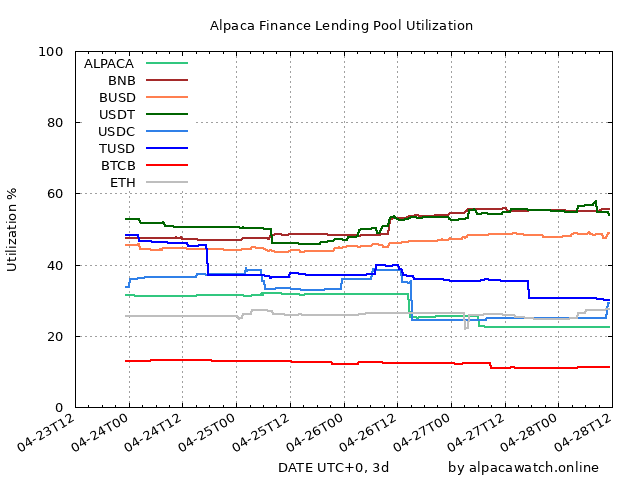 Alpaca Finance Lending Pool Utilization
100
80
60
40
20
0
Utilization %
ALPACA
BNB
BUSD
USDT
USDC
TUSD
BTCB
ETH
04-23T12
04-24T00
04-24T12
04-25T00
04-25T12
04-26T00
04-26T12
04-27T00
04-27T12
04-28T00
04-28T12
DATE UTC+0, 3d by alpacawatch.online